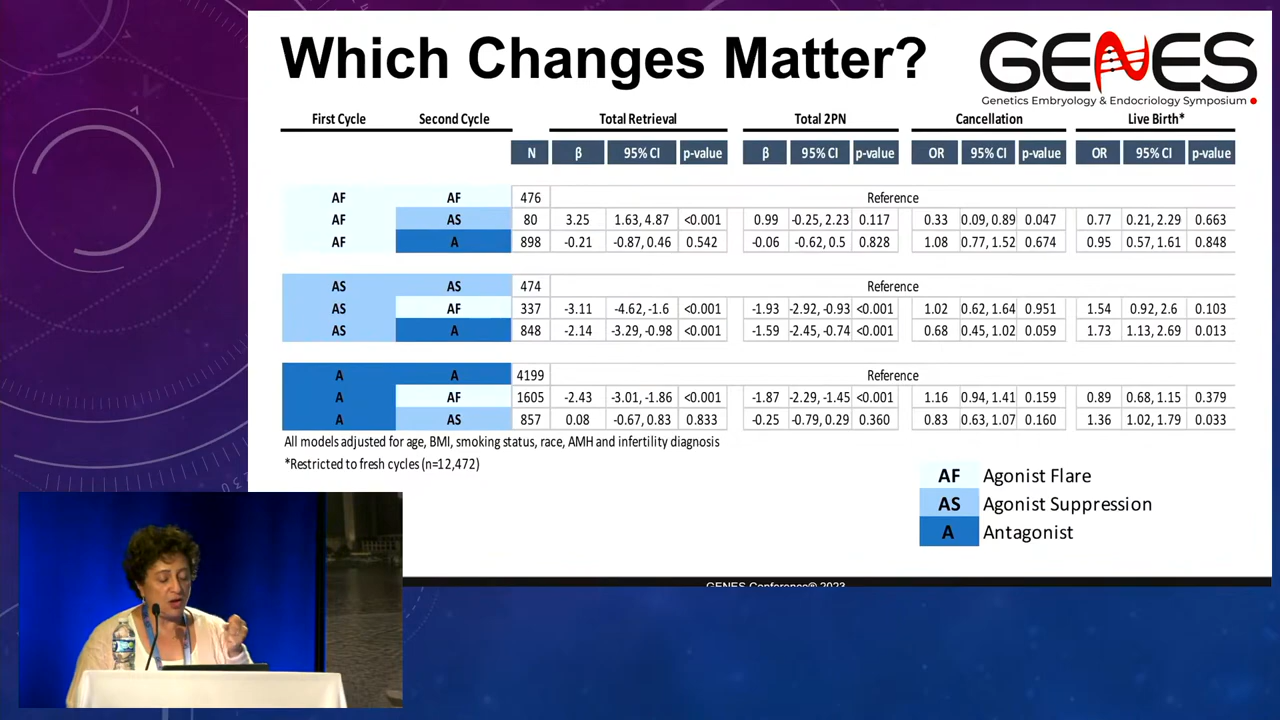 Which Changes Matter?
GENES
Genetics Embryology & Endocriology Symposium
First Cycle Second Cycle Total Retrieval Total 2PN Cancellation Live Birth*
N β 95% CI p-value β 95% CI p-value OR 95% CI p-value OR 95% CI p-value
AF AF 476 Reference
AF AS 80 3.25 1.63, 4.87 <0.001 0.99 -0.25, 2.23 0.117 0.33 0.09, 0.89 0.047 0.77 0.21, 2.29 0.663
AF A 898 -0.21 -0.87, 0.46 0.542 -0.06 -0.62, 0.5 0.828 1.08 0.77, 1.52 0.674 0.95 0.57, 1.61 0.848
AS AS 474 Reference
AS AF 337 -3.11 -4.62, -1.6 <0.001 -1.93 -2.92, -0.93 <0.001 1.02 0.62, 1.64 0.951 1.54 0.92, 2.6 0.103
AS A 848 -2.14 -3.29, -0.98 <0.001 -1.59 -2.45, -0.74 <0.001 0.68 0.45, 1.02 0.059 1.73 1.13, 2.69 0.013
A A 4199 Reference
A AF 1605 -2.43 -3.01, -1.86 <0.001 -1.87 -2.29, -1.45 <0.001 1.16 0.94, 1.41 0.159 0.89 0.68, 1.15 0.379
A AS 857 0.08 -0.67, 0.83 0.833 -0.25 -0.79, 0.29 0.360 0.83 0.63, 1.07 0.160 1.36 1.02, 1.79 0.033
All models adjusted for age, BMI, smoking status, race, AMH and infertility diagnosis
*Restricted to fresh cycles (n=12,472)
AF Agonist Flare
AS Agonist Suppression
A Antagonist
GENES Conference® 2023